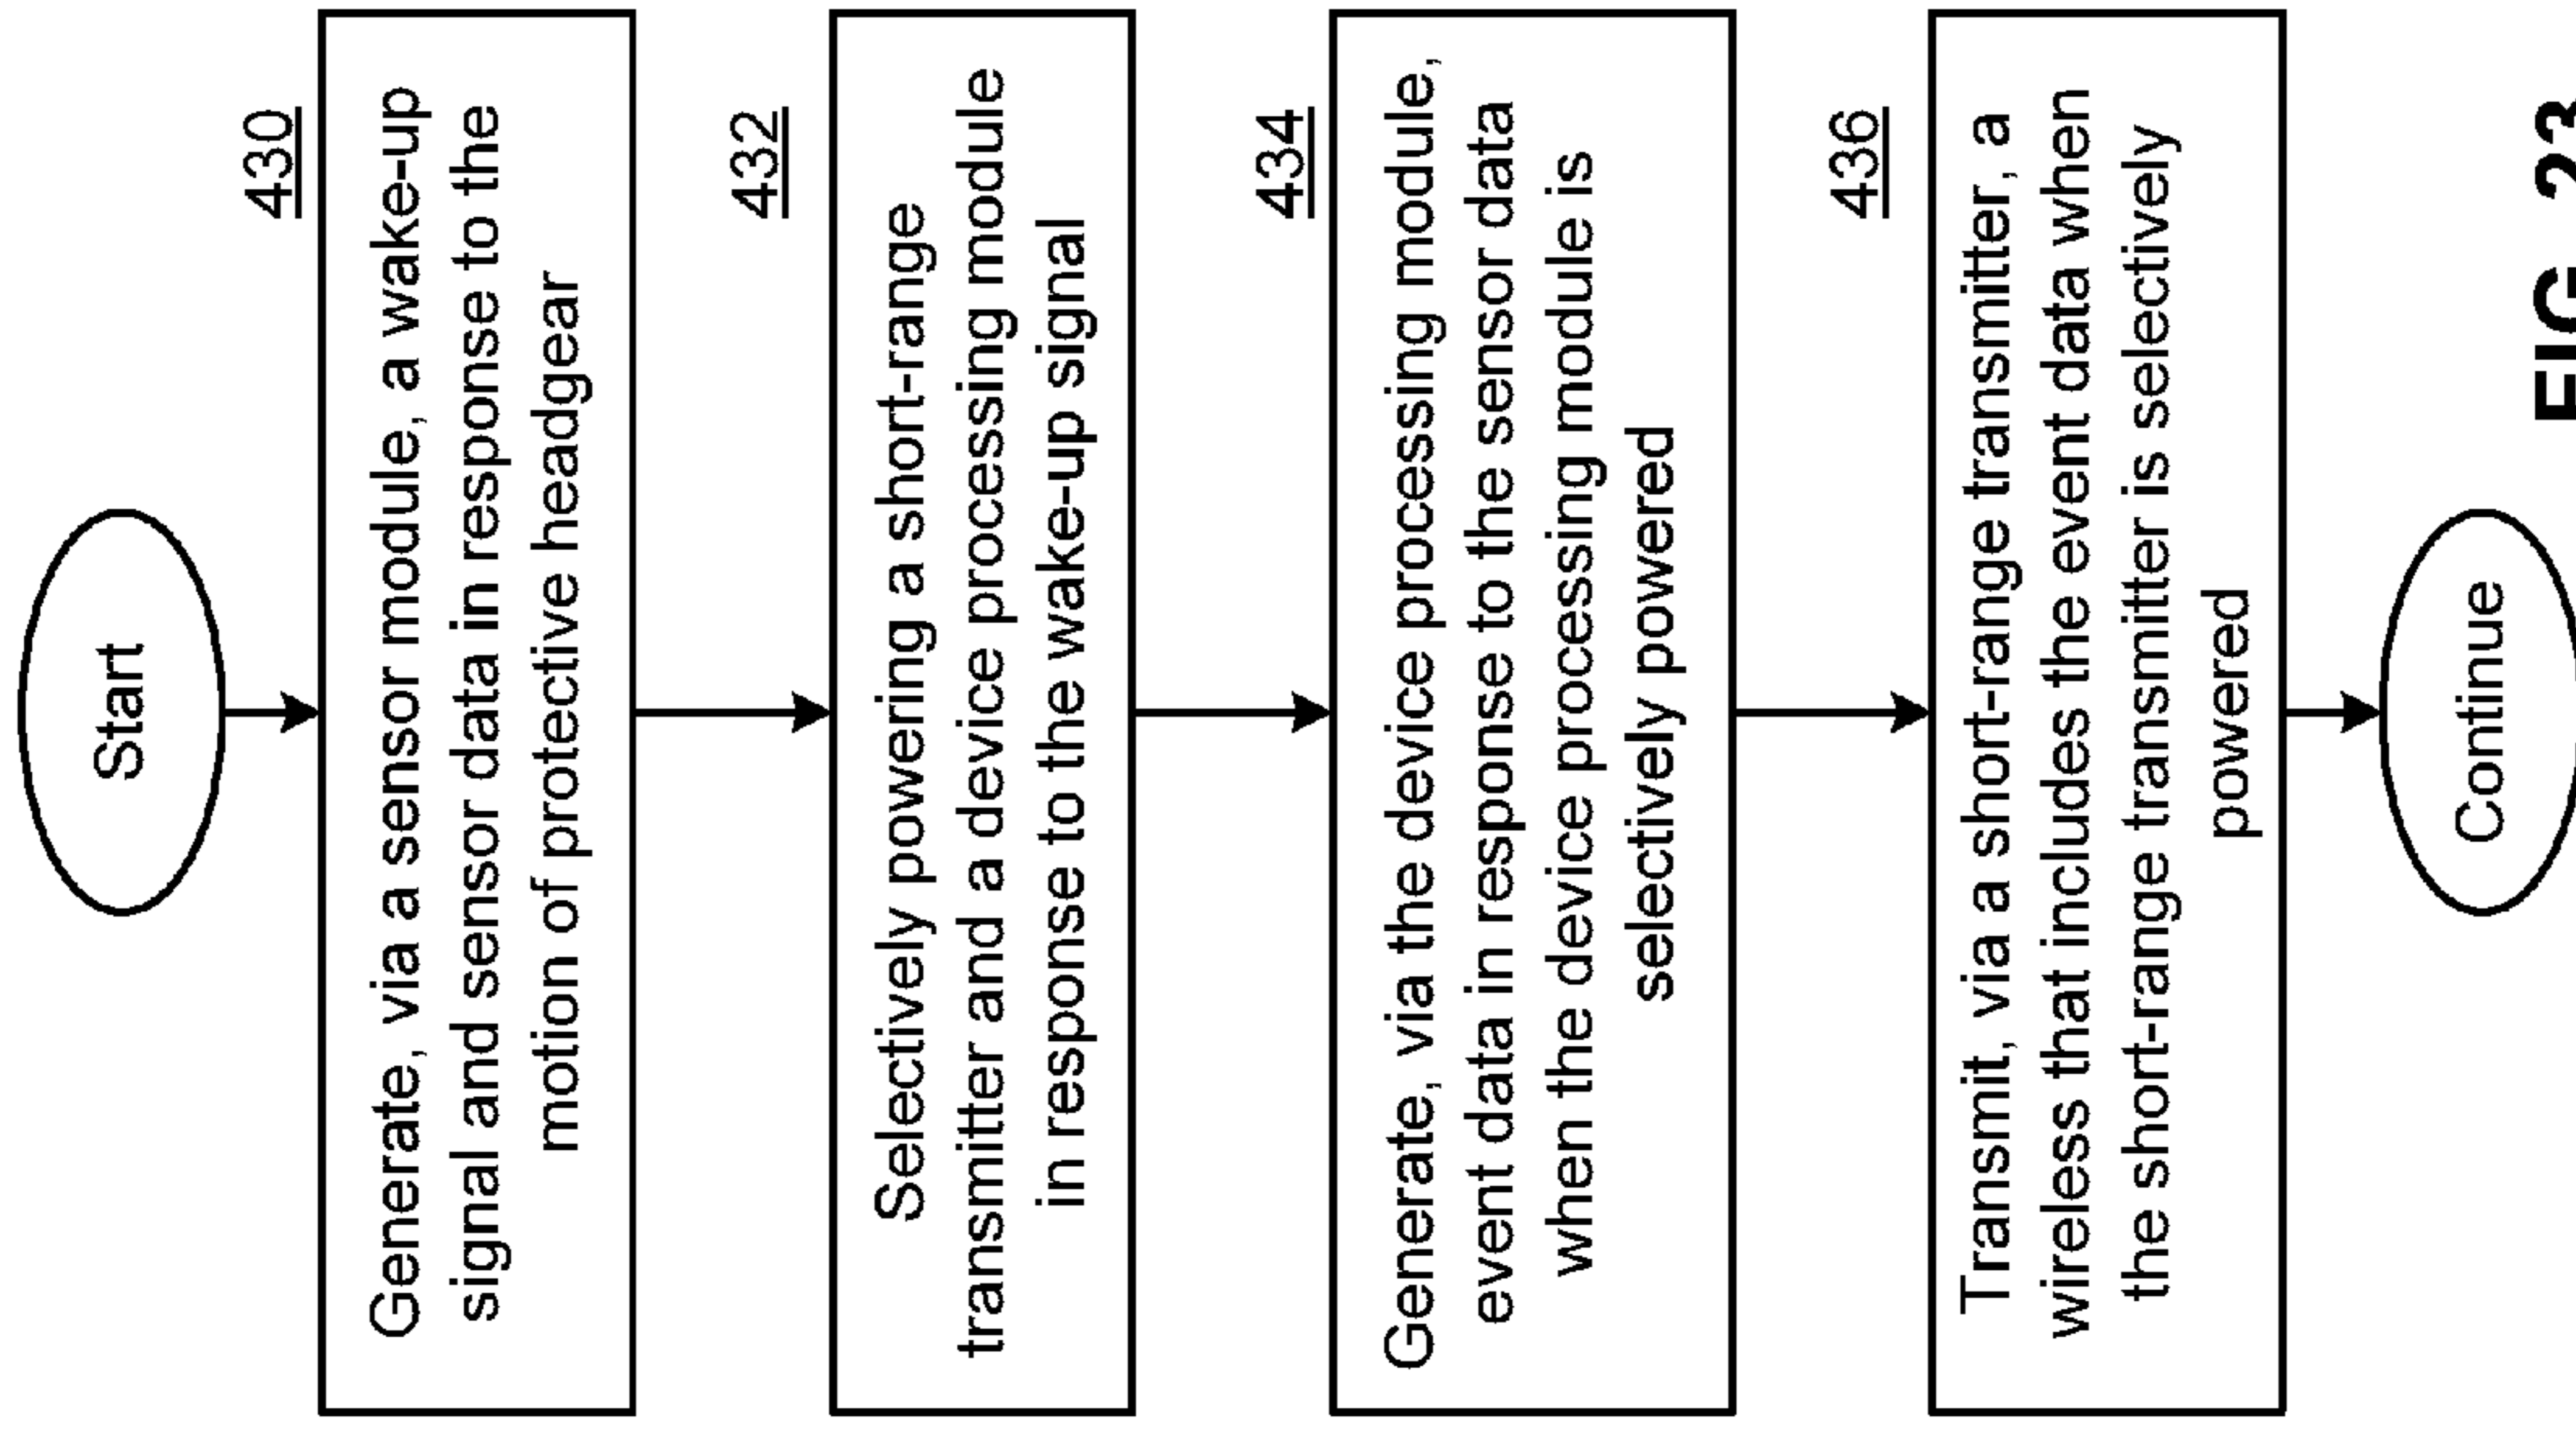 Start
430
Generate, via a sensor module, a wake-up
signal and sensor data in response to the
motion of protective headgear
432
Selectively powering a short-range
transmitter and a device processing module
in response to the wake-up signal
434
Generate, via the device processing module,
event data in response to the sensor data
when the device processing module is
selectively powered
436
Transmit, via a short-range transmitter, a
wireless that includes the event data when
the short-range transmitter is selectively
powered
Continue
FIG. 23